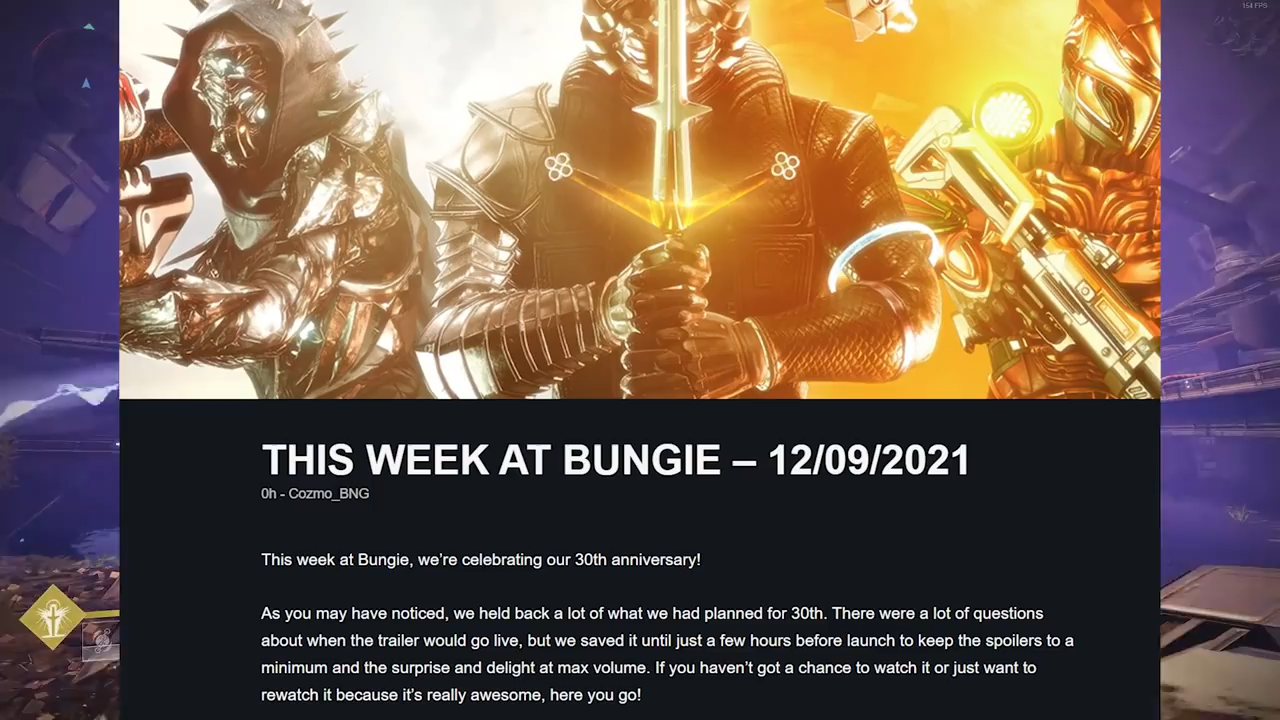 154 FPS
THIS WEEK AT BUNGIE – 12/09/2021
0h - Cozmo_BNG
This week at Bungie, we’re celebrating our 30th anniversary!
As you may have noticed, we held back a lot of what we had planned for 30th. There were a lot of questions
about when the trailer would go live, but we saved it until just a few hours before launch to keep the spoilers to a
minimum and the surprise and delight at max volume. If you haven’t got a chance to watch it or just want to
rewatch it because it’s really awesome, here you go!